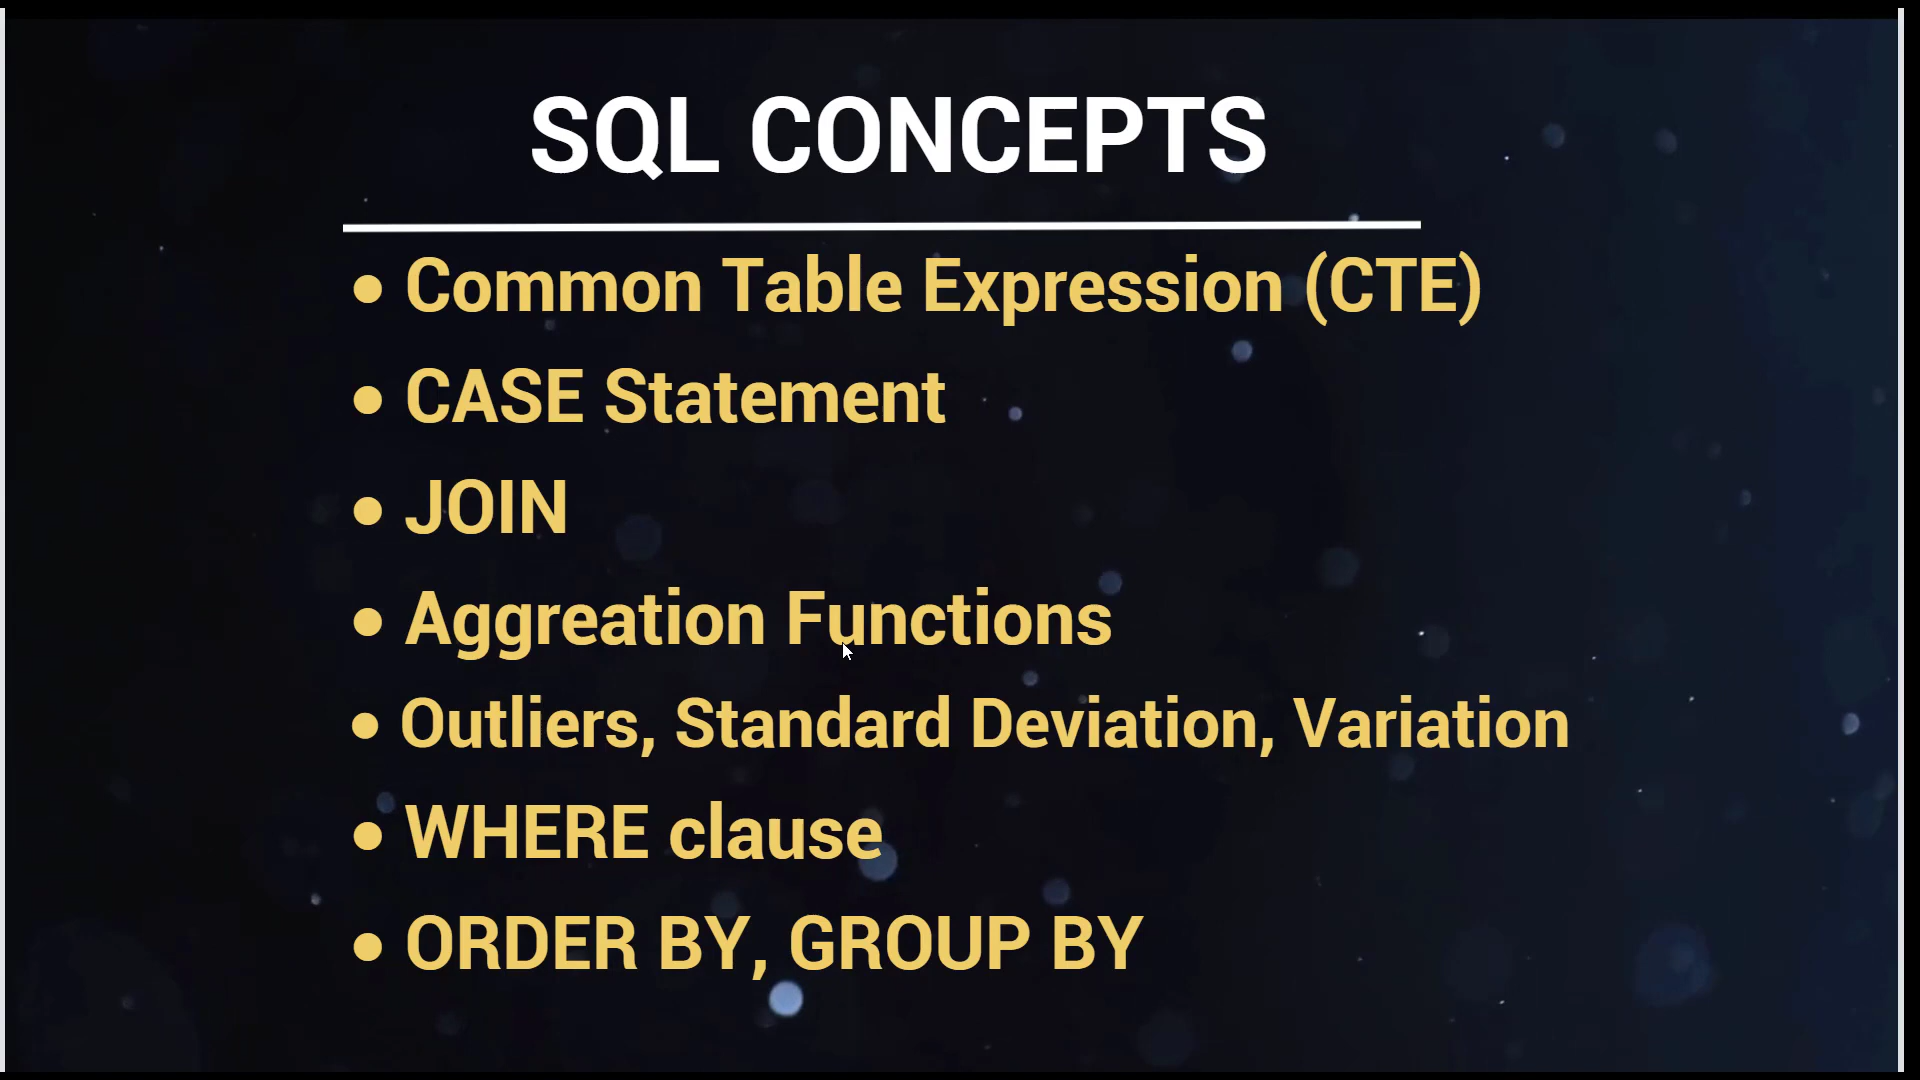 SQL CONCEPTS
• Common Table Expression (CTE)
• CASE Statement
• JOIN
• Aggreation Functions
• Outliers, Standard Deviation, Variation
• WHERE clause
• ORDER BY, GROUP BY